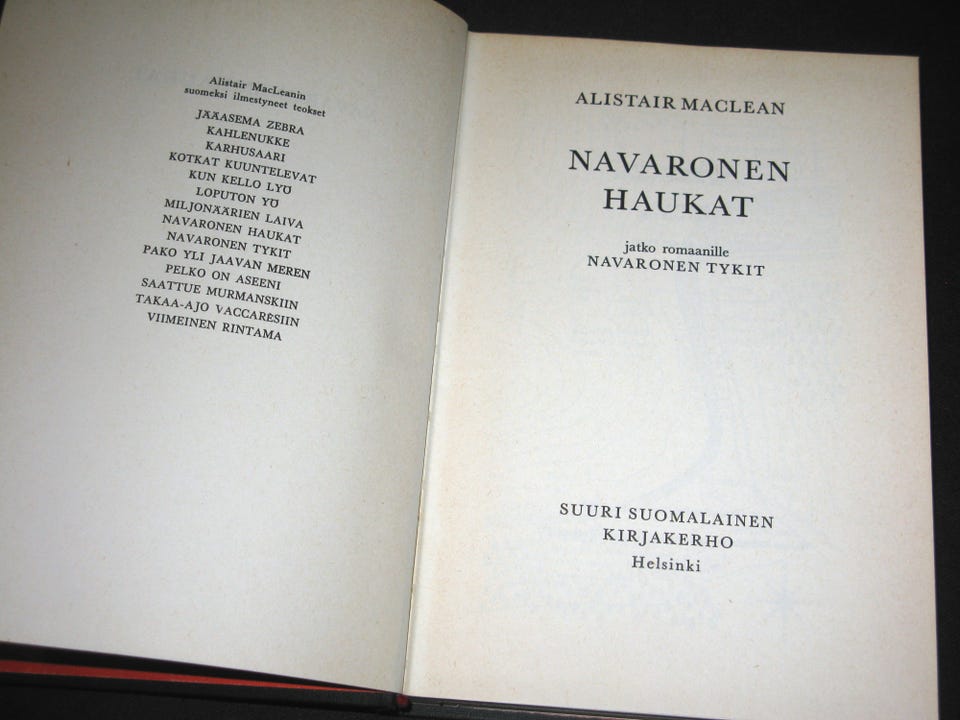 Alistair MacLeanin
suomeksi ilmestyneet teokset
JÄÄASEMA ZEBRA
KAHLENUKKE
KARHUSAARI
KOTKAT KUUNTELEVAT
KUN KELLO LYÖ
LOPUTON YÖ
MILJONÄÄRIEN LAIVA
NAVARONEN HAUKAT
NAVARONEN TYKIT
PAKO YLI JAAVAN MEREN
PELKO ON ASEENI
SAATTUE MURMANSKIIN
TAKAA-AJO VACCARÈSIIN
VIIMEINEN RINTAMA
ALISTAIR MACLEAN
NAVARONEN
HAUKAT
jatko romaanille
NAVARONEN TYKIT
SUURI SUOMALAINEN
KIRJAKERHO
Helsinki